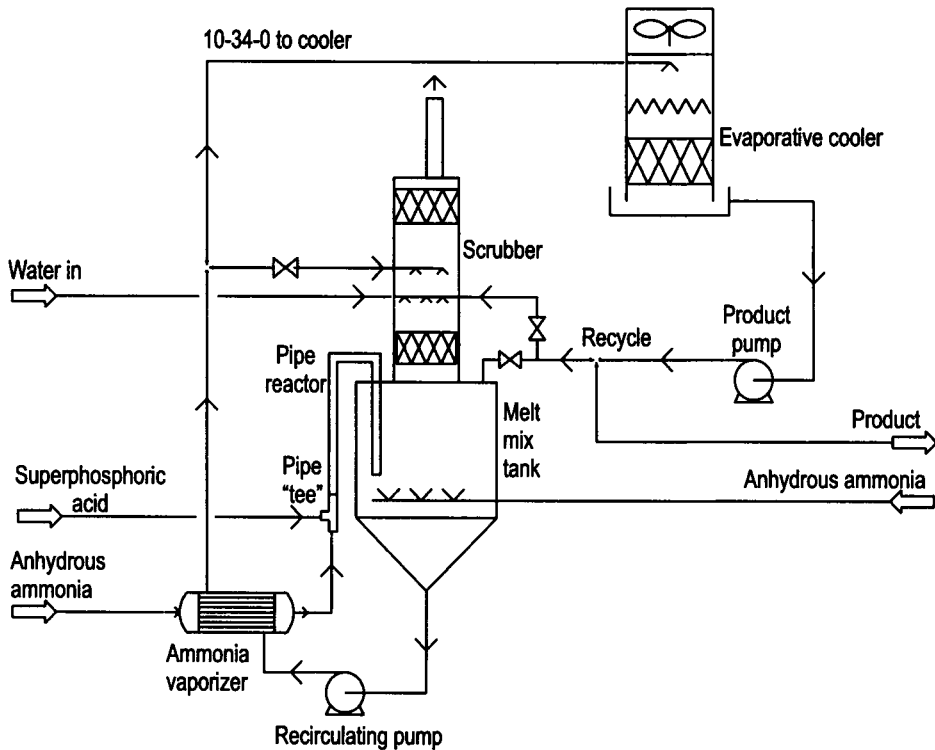 10-34-0 to cooler
Evaporative cooler
Scrubber
Water in
Pipe
reactor
Recycle
Product
pump
Melt
mix
tank
Product
Pipe
“tee”
Superphosphoric
acid
Anhydrous ammonia
Anhydrous
ammonia
Ammonia
vaporizer
Recirculating pump